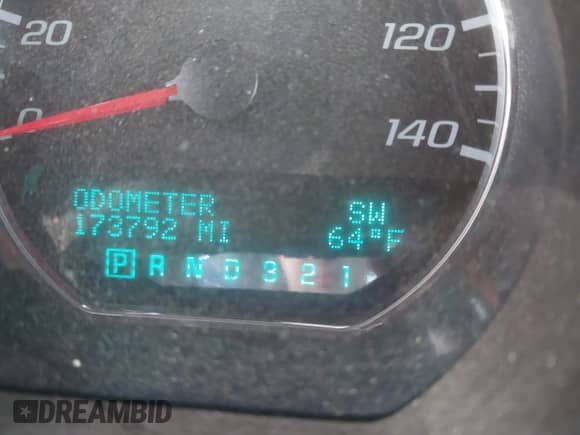 20
120
0
140
ODOMETER
173792 MI
SW
64°F
P R N D 3 2 1
DREAMBID